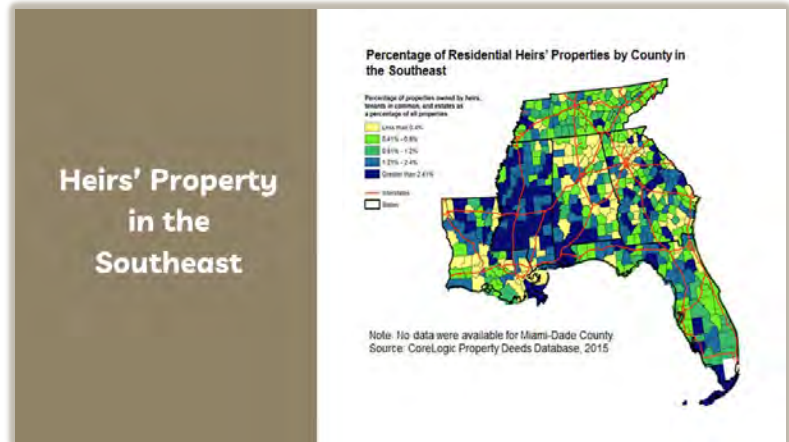 Heirs' Property
in the
Southeast
Percentage of Residential Heirs' Properties by County in
the Southeast
Percentage of properties owned by heirs,
tenants in common, and estates as
a percentage of all properties
Less than 0.4%
0.41% - 0.8%
0.81% - 1.2%
1.21% - 2.4%
Greater than 2.41%
Interstates
States
Note: No data were available for Miami-Dade County
Source: CoreLogic Property Deeds Database, 2015